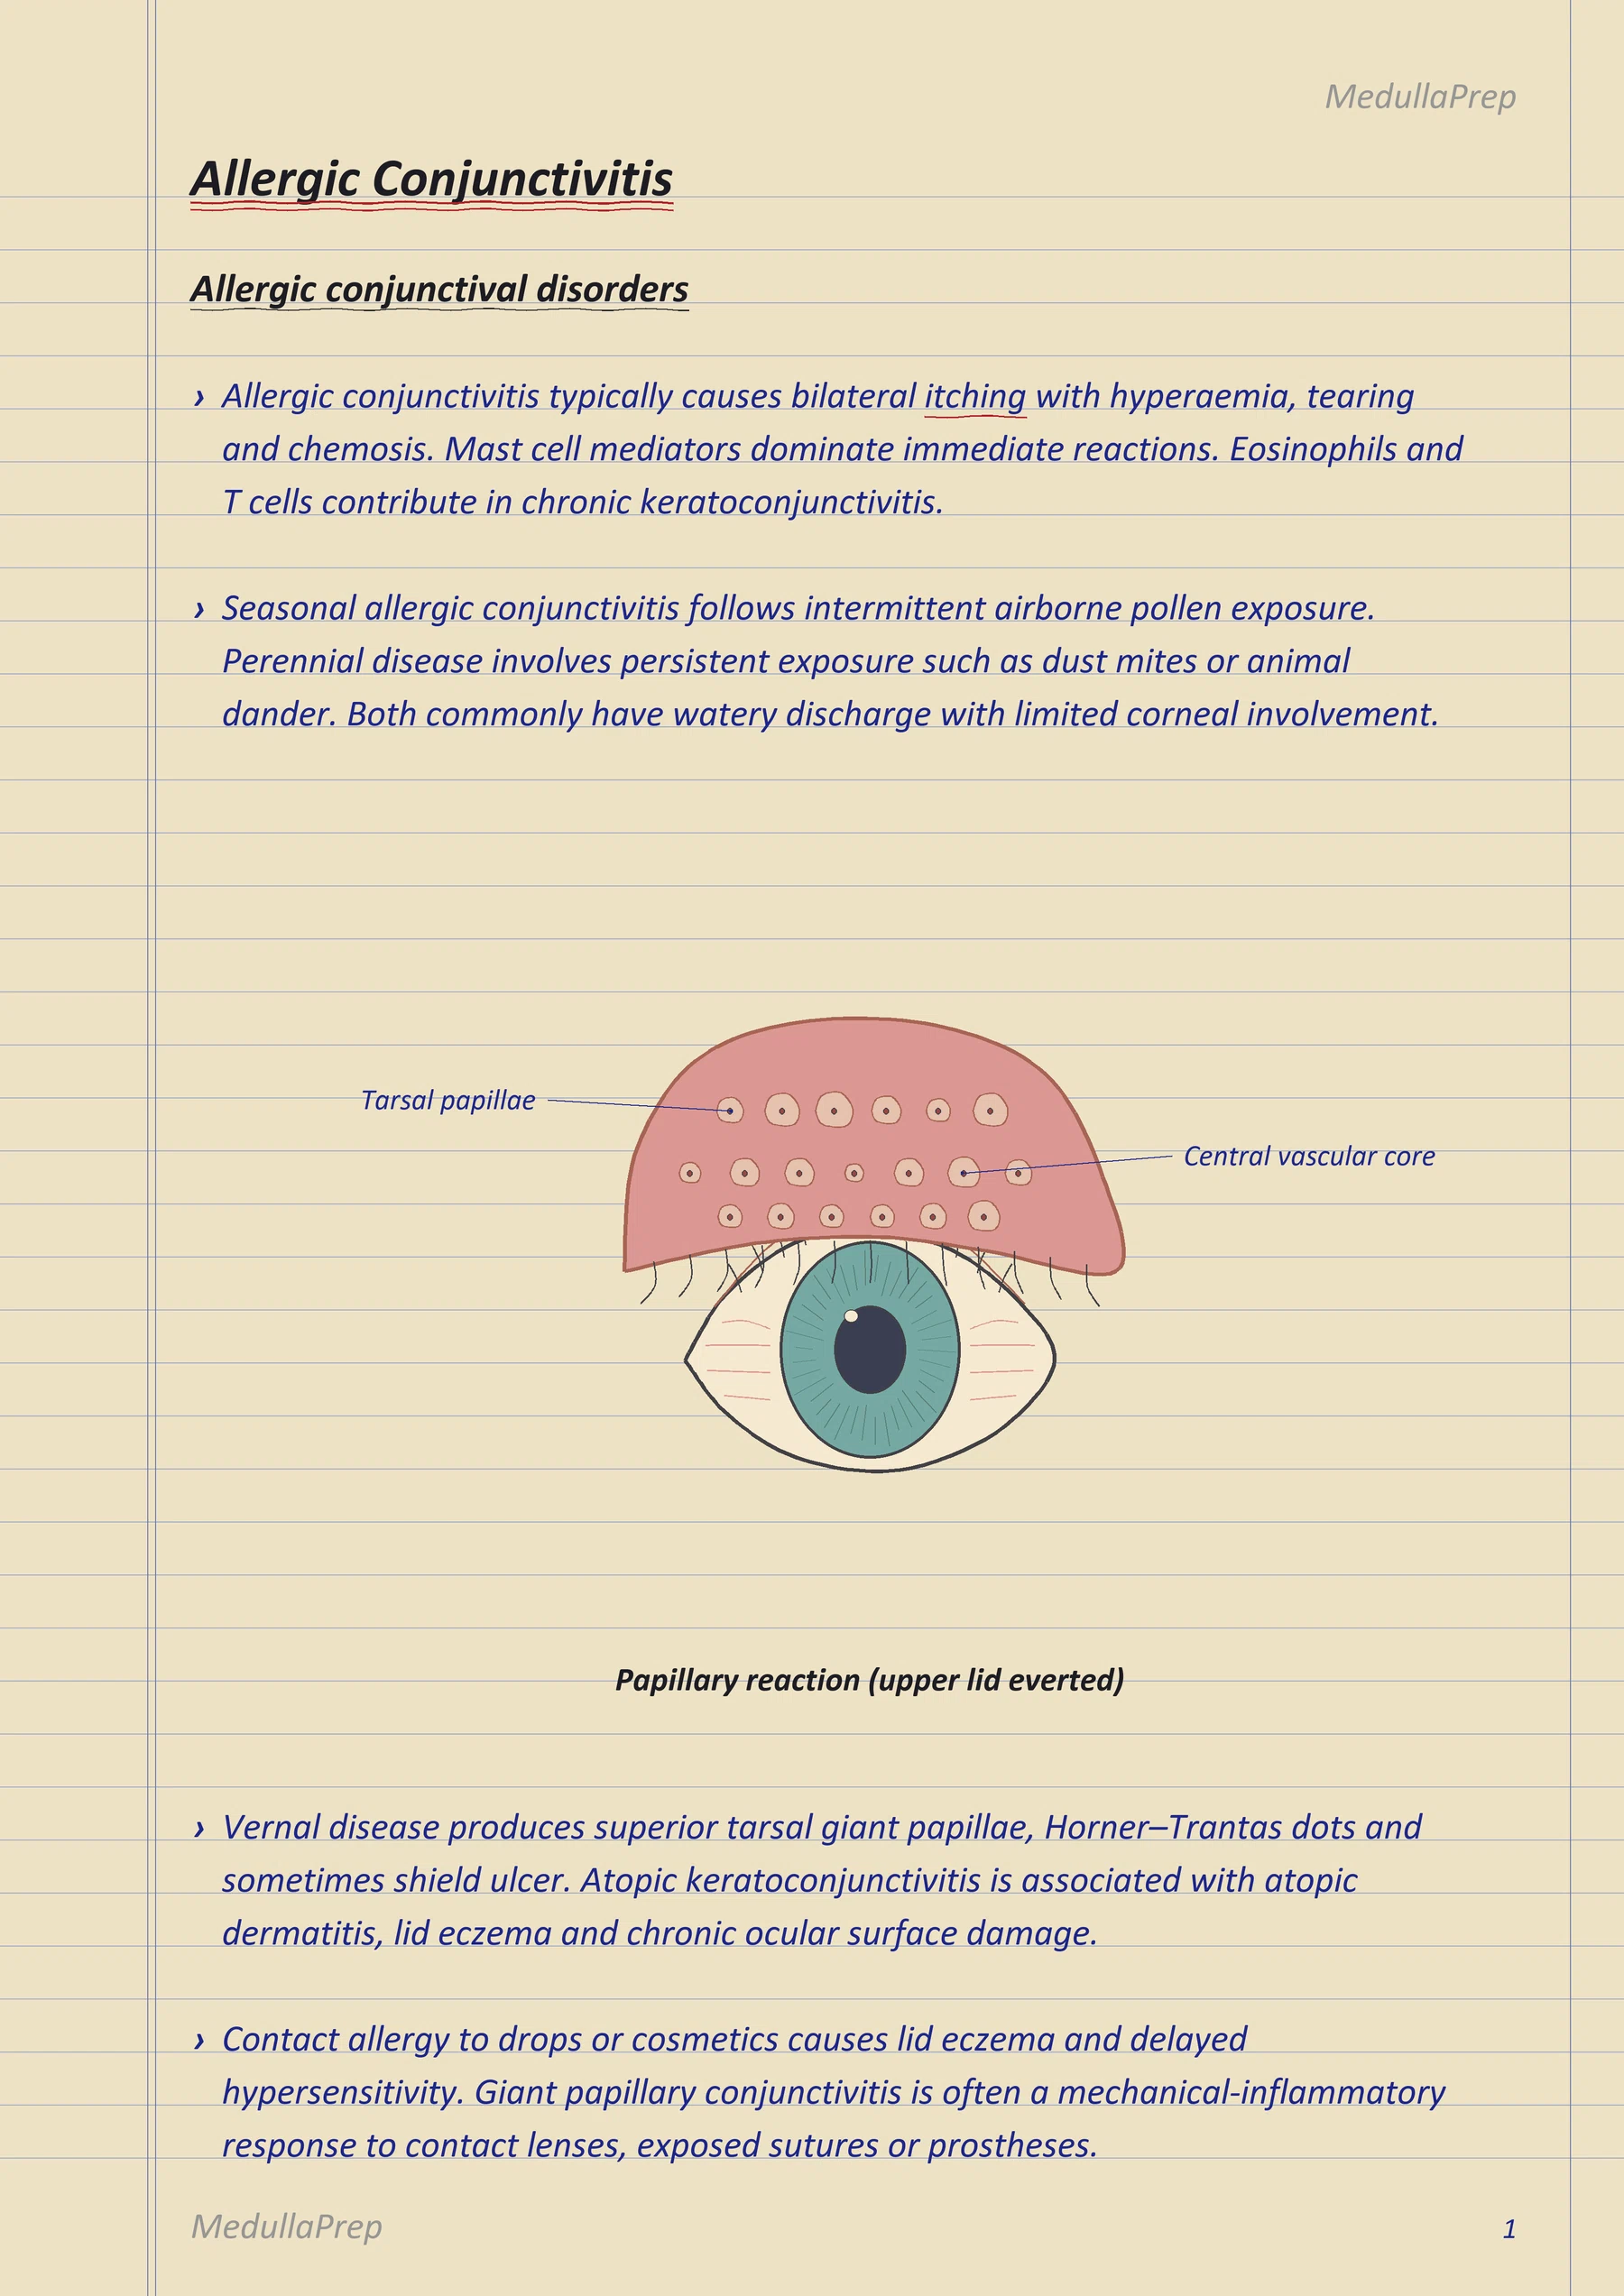 MedullaPrep
Allergic Conjunctivitis
Allergic conjunctival disorders
› Allergic conjunctivitis typically causes bilateral itching with hyperaemia, tearing
and chemosis. Mast cell mediators dominate immediate reactions. Eosinophils and
T cells contribute in chronic keratoconjunctivitis.
› Seasonal allergic conjunctivitis follows intermittent airborne pollen exposure.
Perennial disease involves persistent exposure such as dust mites or animal
dander. Both commonly have watery discharge with limited corneal involvement.
Tarsal papillae
Central vascular core
Papillary reaction (upper lid everted)
› Vernal disease produces superior tarsal giant papillae, Horner–Trantas dots and
sometimes shield ulcer. Atopic keratoconjunctivitis is associated with atopic
dermatitis, lid eczema and chronic ocular surface damage.
› Contact allergy to drops or cosmetics causes lid eczema and delayed
hypersensitivity. Giant papillary conjunctivitis is often a mechanical-inflammatory
response to contact lenses, exposed sutures or prostheses.
MedullaPrep
1